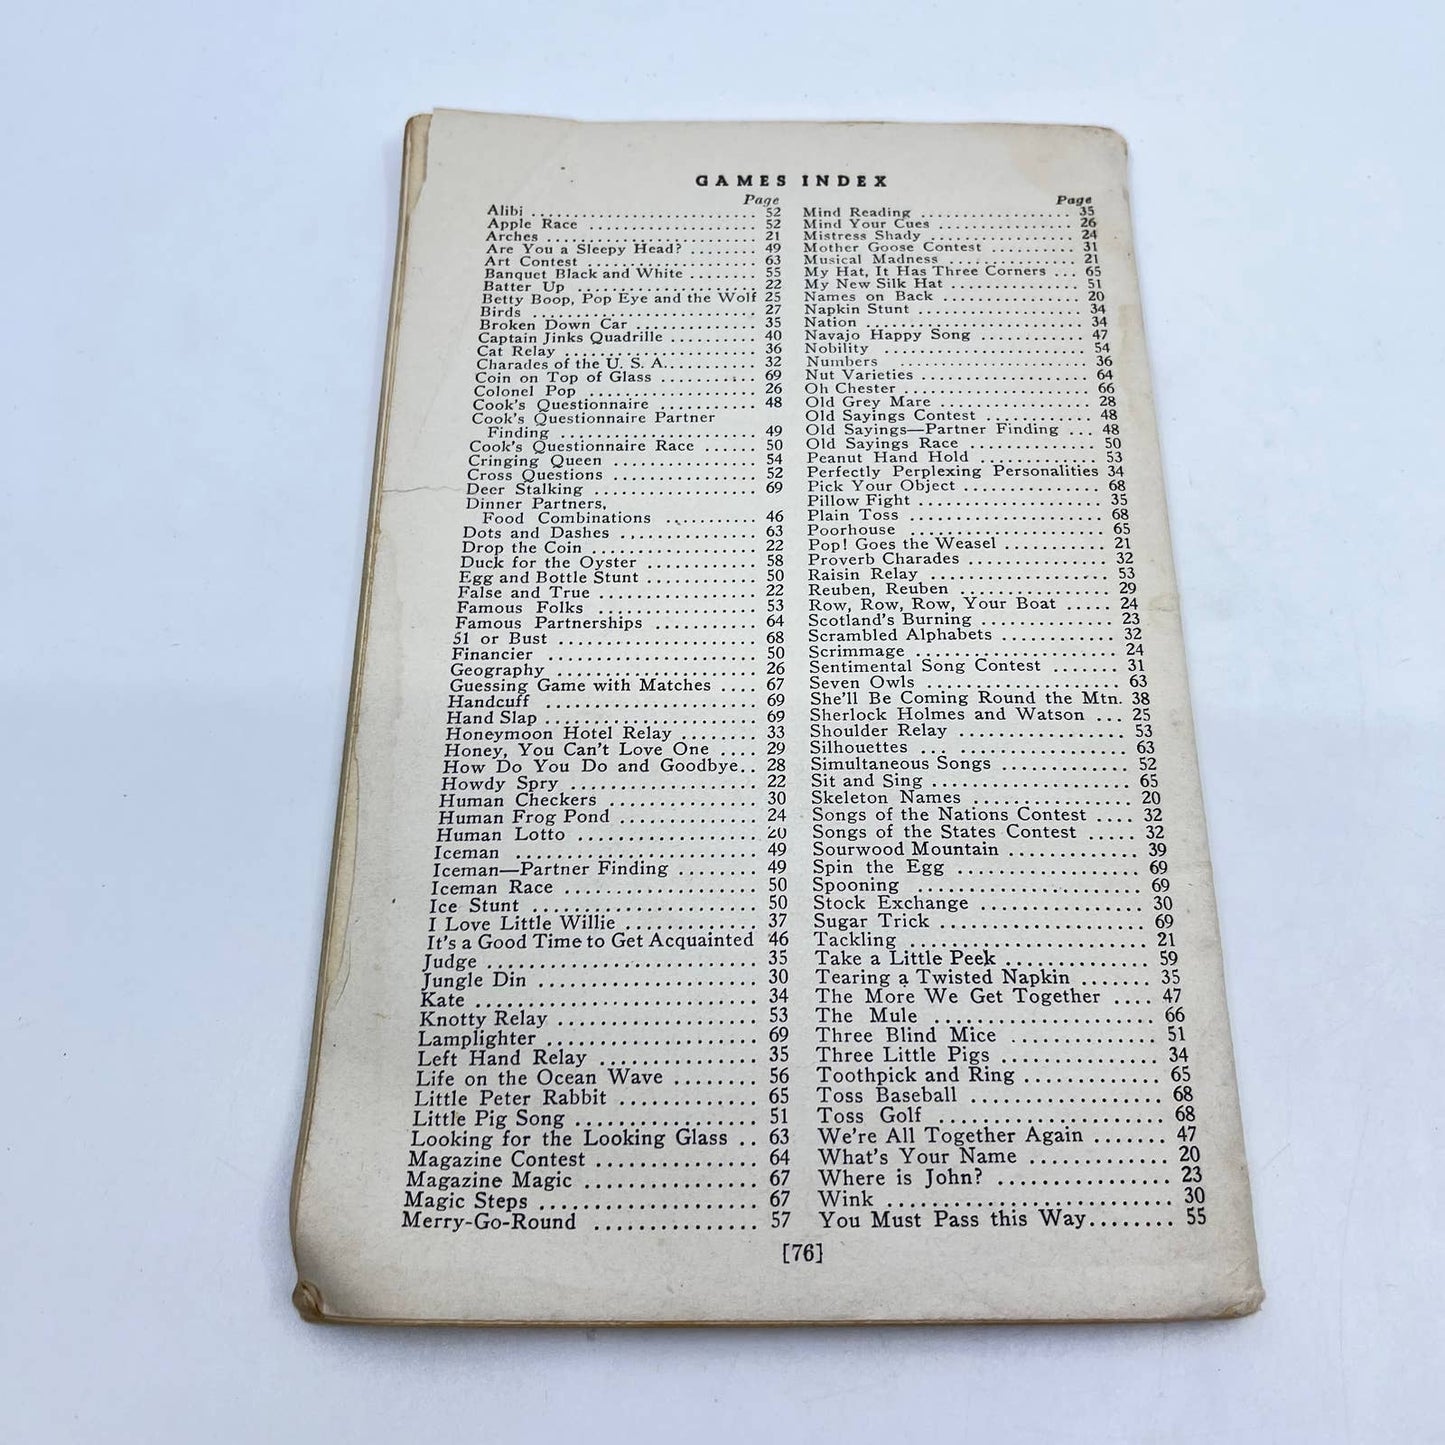 GAMES INDEX
Page
Alibi ............................ 52
Apple Race ..................... 52
Arches .......................... 21
Are You a Sleepy Head? ........ 49
Art Contest ..................... 63
Banquet Black and White ........ 55
Batter Up ...................... 22
Betty Boop, Pop Eye and the Wolf 25
Birds ........................... 27
Broken Down Car .............. 35
Captain Jinks Quadrille .......... 40
Cat Relay ...................... 36
Charades of the U. S. A........... 32
Coin on Top of Glass ............ 69
Colonel Pop .................... 26
Cook's Questionnaire ........... 48
Cook's Questionnaire Partner
Finding ...................... 49
Cook's Questionnaire Race ...... 50
Cringing Queen ................ 54
Cross Questions ................ 52
Deer Stalking .................. 69
Dinner Partners,
Food Combinations ........... 46
Dots and Dashes ............... 63
Drop the Coin .................. 22
Duck for the Oyster ............ 58
Egg and Bottle Stunt ............ 50
False and True ................. 22
Famous Folks .................. 53
Famous Partnerships ........... 64
51 or Bust ...................... 68
Financier ....................... 50
Geography ...................... 26
Guessing Game with Matches .... 67
Handcuff ....................... 69
Hand Slap ...................... 69
Honeymoon Hotel Relay ........ 33
Honey, You Can't Love One .... 29
How Do You Do and Goodbye.. 28
Howdy Spry .................... 22
Human Checkers ............... 30
Human Frog Pond .............. 24
Human Lotto ................... 20
Iceman ......................... 49
Iceman—Partner Finding ........ 49
Iceman Race .................... 50
Ice Stunt ....................... 50
I Love Little Willie ............. 37
It's a Good Time to Get Acquainted 46
Judge ........................... 35
Jungle Din ...................... 30
Kate ............................ 34
Knotty Relay ................... 53
Lamplighter .................... 69
Left Hand Relay ................ 35
Life on the Ocean Wave ........ 56
Little Peter Rabbit ............. 65
Little Pig Song ................. 51
Looking for the Looking Glass .. 63
Magazine Contest ............... 64
Magazine Magic ................ 67
Magic Steps .................... 67
Merry-Go-Round ............... 57
Page
Mind Reading .................. 35
Mind Your Cues ................ 26
Mistress Shady ................. 24
Mother Goose Contest .......... 31
Musical Madness ............... 21
My Hat, It Has Three Corners ... 65
My New Silk Hat ............... 51
Names on Back ................ 20
Napkin Stunt ................... 34
Nation ......................... 34
Navajo Happy Song ............ 47
Nobility ........................ 54
Numbers ....................... 36
Nut Varieties ................... 64
Oh Chester ..................... 66
Old Grey Mare ................. 28
Old Sayings Contest ............ 48
Old Sayings—Partner Finding ... 48
Old Sayings Race ............... 50
Peanut Hand Hold .............. 53
Perfectly Perplexing Personalities 34
Pick Your Object ............... 68
Pillow Fight .................... 35
Plain Toss ...................... 68
Poorhouse ...................... 65
Pop! Goes the Weasel ........... 21
Proverb Charades ............... 32
Raisin Relay .................... 53
Reuben, Reuben ................ 29
Row, Row, Row, Your Boat ..... 24
Scotland's Burning .............. 23
Scrambled Alphabets ............ 32
Scrimmage ..................... 24
Sentimental Song Contest ....... 31
Seven Owls ..................... 63
She'll Be Coming Round the Mtn. 38
Sherlock Holmes and Watson ... 25
Shoulder Relay ................. 53
Silhouettes ... .................. 63
Simultaneous Songs ............. 52
Sit and Sing .................... 65
Skeleton Names ................ 20
Songs of the Nations Contest .... 32
Songs of the States Contest ..... 32
Sourwood Mountain ............ 39
Spin the Egg ................... 69
Spooning ....................... 69
Stock Exchange ................ 30
Sugar Trick .................... 69
Tackling ....................... 21
Take a Little Peek .............. 59
Tearing a Twisted Napkin ....... 35
The More We Get Together .... 47
The Mule ....................... 66
Three Blind Mice ............... 51
Three Little Pigs ................ 34
Toothpick and Ring ............. 65
Toss Baseball ................... 68
Toss Golf ...................... 68
We're All Together Again ....... 47
What's Your Name ............. 20
Where is John? ................. 23
Wink ........................... 30
You Must Pass this Way........ 55
[76]